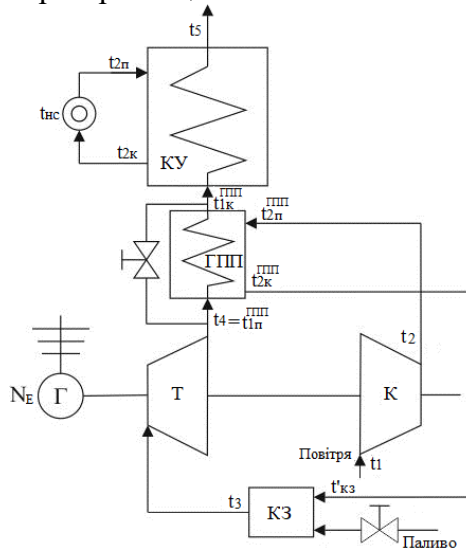 t5
t2п
tнс
t2к
КУ
ГПП
t1к
ГПП
t2п
ГПП
ГПП
t2к
t4=t1п
ГПП
t2
NЕ
Г
Т
К
Повітря
t1
t'кз
t3
КЗ
Паливо